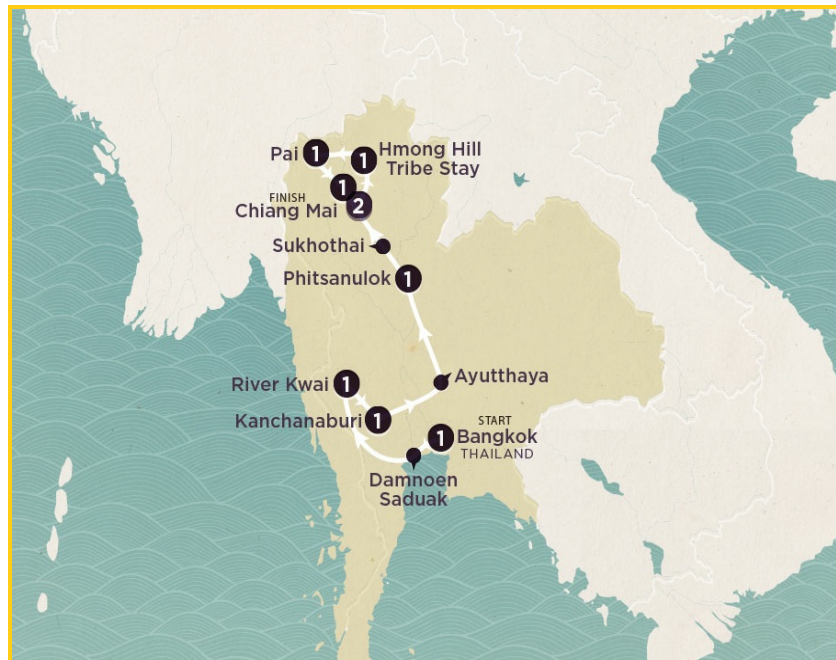 Pai
1
1
Hmong Hill
Tribe Stay
1
FINISH
Chiang Mai
2
Sukhothai
Phitsanulok
1
River Kwai
1
Ayutthaya
Kanchanaburi
1
START
1
Bangkok
THAILAND
Damnoen
Saduak